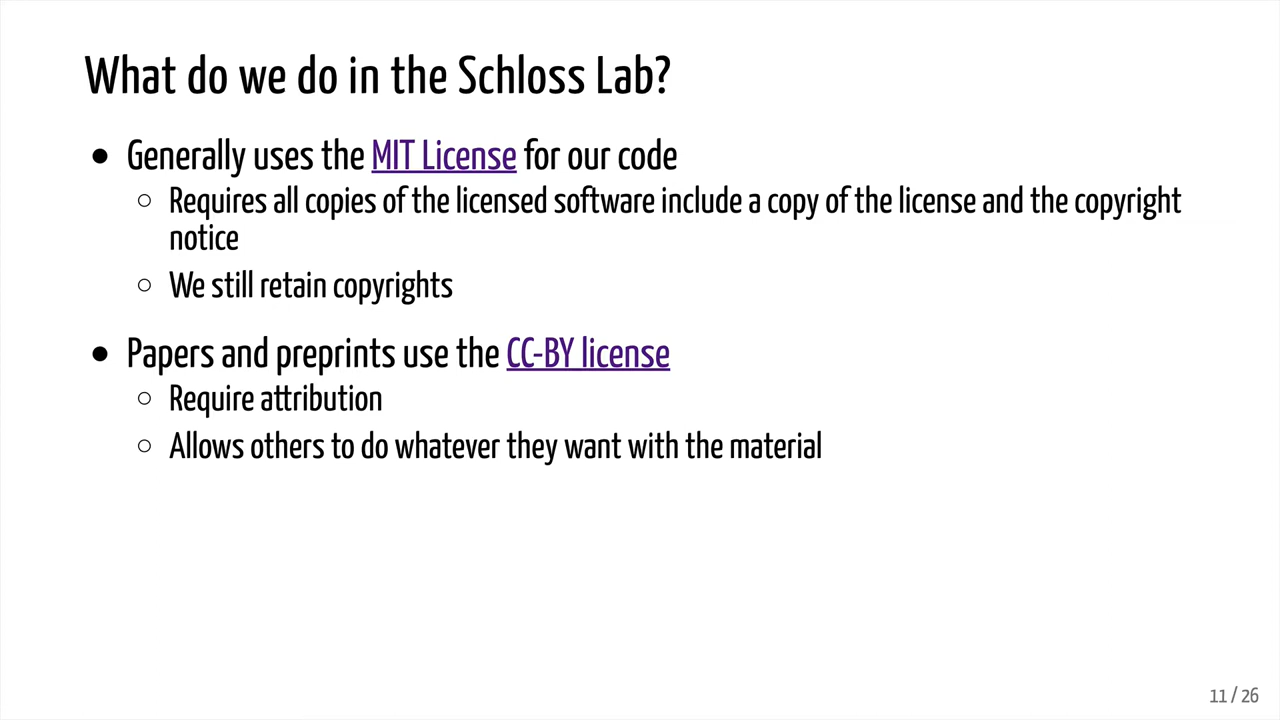 What do we do in the Schloss Lab?
● Generally uses the MIT License for our code
○ Requires all copies of the licensed software include a copy of the license and the copyright
notice
○ We still retain copyrights
● Papers and preprints use the CC-BY license
○ Require attribution
○ Allows others to do whatever they want with the material
11 / 26